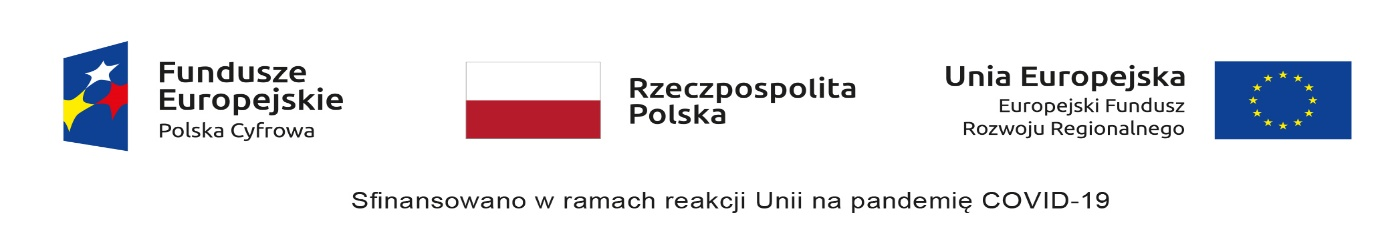 Fundusze
Europejskie
Polska Cyfrowa
Rzeczpospolita
Polska
Unia Europejska
Europejski Fundusz
Rozwoju Regionalnego
Sfinansowano w ramach reakcji Unii na pandemię COVID-19